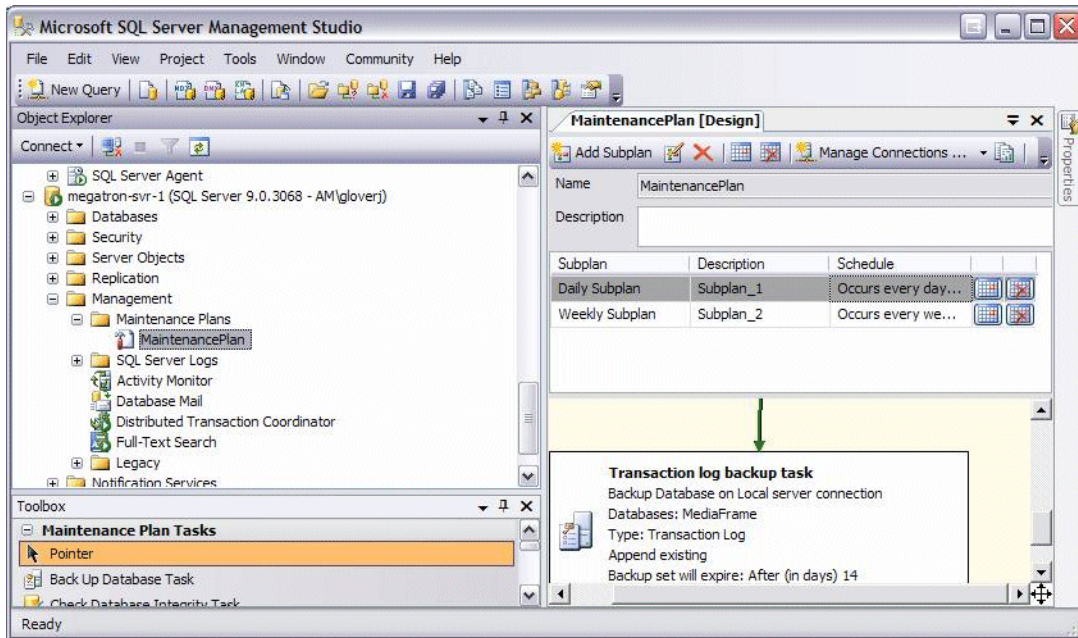 Microsoft SQL Server Management Studio
File Edit View Project Tools Window Community Help
New Query
Object Explorer
Connect
SQL Server Agent
megatron-svr-1 (SQL Server 9.0.3068 - AM\gloverj)
Databases
Security
Server Objects
Replication
Management
Maintenance Plans
MaintenancePlan
SQL Server Logs
Activity Monitor
Database Mail
Distributed Transaction Coordinator
Full-Text Search
Legacy
Notification Services
Toolbox
Maintenance Plan Tasks
Pointer
Back Up Database Task
Check Database Integrity Task
MaintenancePlan [Design]
Add Subplan Manage Connections ...
Name MaintenancePlan
Description
Subplan Description Schedule
Daily Subplan Subplan_1 Occurs every day...
Weekly Subplan Subplan_2 Occurs every we...
Transaction log backup task
Backup Database on Local server connection
Databases: MediaFrame
Type: Transaction Log
Append existing
Backup set will expire: After (in days) 14
Properties
Ready